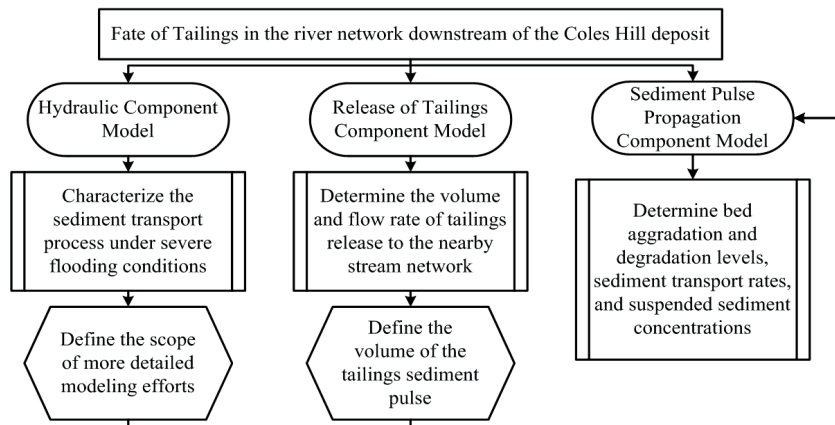 Fate of Tailings in the river network downstream of the Coles Hill deposit
Hydraulic Component
Model
Release of Tailings
Component Model
Sediment Pulse
Propagation
Component Model
Characterize the
sediment transport
process under severe
flooding conditions
Determine the volume
and flow rate of tailings
release to the nearby
stream network
Determine bed
aggradation and
degradation levels,
sediment transport rates,
and suspended sediment
concentrations
Define the scope
of more detailed
modeling efforts
Define the
volume of the
tailings sediment
pulse